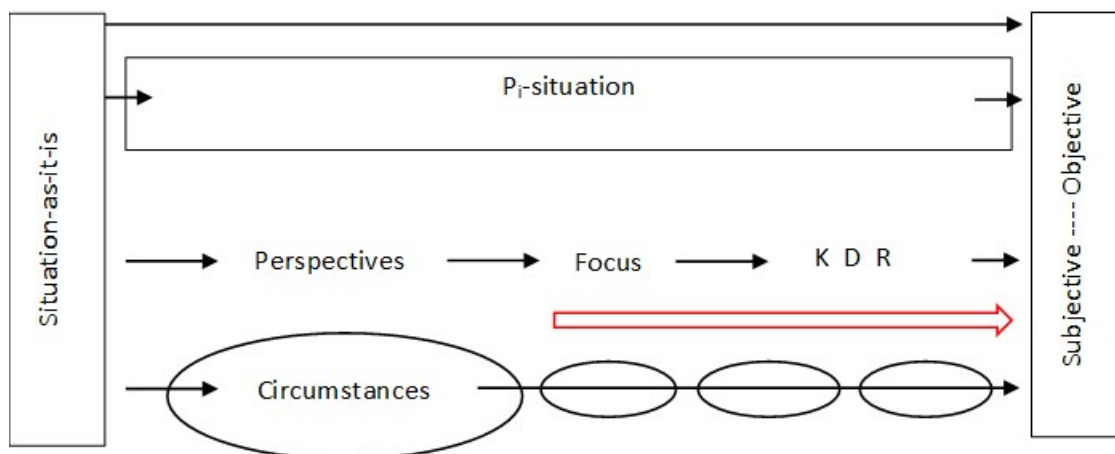 Situation-as-it-is
Pi-situation
Perspectives
Focus
K D R
Circumstances
Subjective ---- Objective